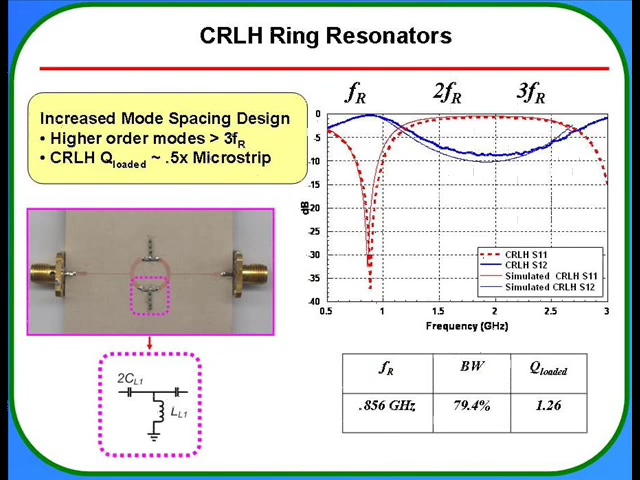 CRLH Ring Resonators
Increased Mode Spacing Design
• Higher order modes > 3fR
• CRLH Qloaded ~ .5x Microstrip
fR 2fR 3fR
0
-5
-10
-15
-20
-25
-30
-35
-40
dB
0.5 1 1.5 2 2.5 3
Frequency (GHz)
CRLH S11
CRLH S12
Simulated CRLH S11
Simulated CRLH S12
2CL1
LL1
fR BW Qloaded
.856 GHz 79.4% 1.26